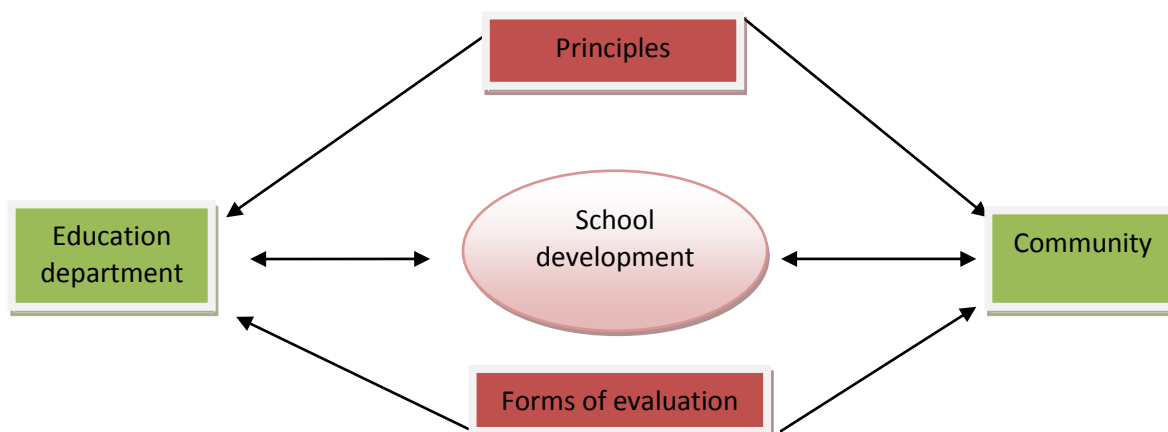 Principles
Education
department
School
development
Community
Forms of evaluation